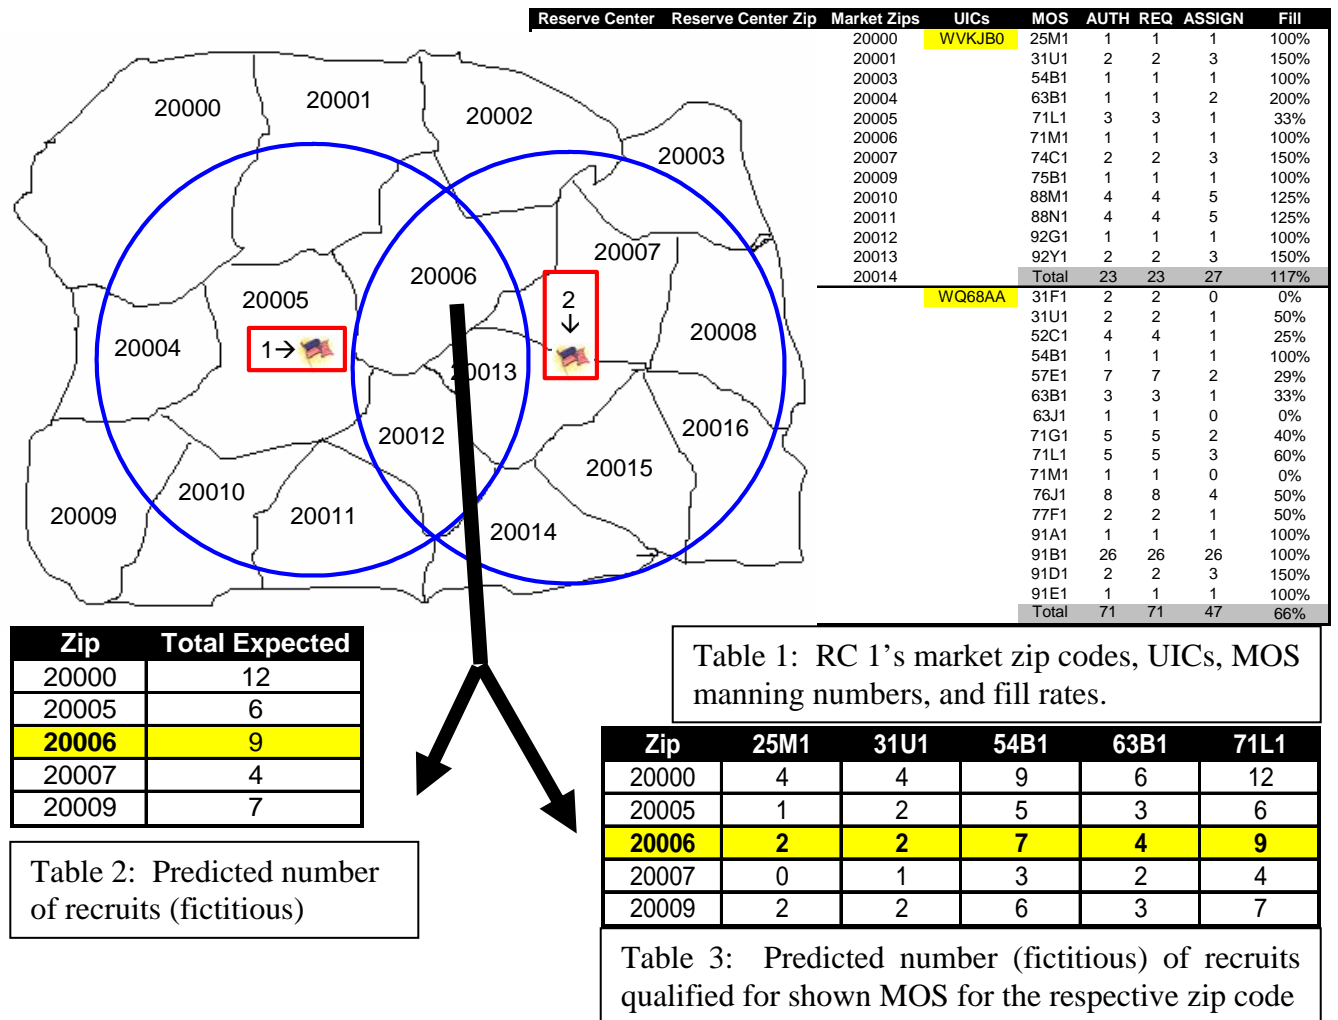 Reserve Center Reserve Center Zip Market Zips UICs MOS AUTH REQ ASSIGN Fill
20000 WVKJB0 25M1 1 1 1 100%
20001 31U1 2 2 3 150%
20003 54B1 1 1 1 100%
20004 63B1 1 1 2 200%
20005 71L1 3 3 1 33%
20006 71M1 1 1 1 100%
20007 74C1 2 2 3 150%
20009 75B1 1 1 1 100%
20010 88M1 4 4 5 125%
20011 88N1 4 4 5 125%
20012 92G1 1 1 1 100%
20013 92Y1 2 2 3 150%
20014 Total 23 23 27 117%
WQ68AA 31F1 2 2 0 0%
31U1 2 2 1 50%
52C1 4 4 1 25%
54B1 1 1 1 100%
57E1 7 7 2 29%
63B1 3 3 1 33%
63J1 1 1 0 0%
71G1 5 5 2 40%
71L1 5 5 3 60%
71M1 1 1 0 0%
76J1 8 8 4 50%
77F1 2 2 1 50%
91A1 1 1 1 100%
91B1 26 26 26 100%
91D1 2 2 3 150%
91E1 1 1 1 100%
Total 71 71 47 66%
20000
20001
20002
20003
20007
20006
20005
2
↓
20008
20004
1→
20013
20012
20016
20015
20010
20009
20011
20014
Table 1: RC 1's market zip codes, UICs, MOS
manning numbers, and fill rates.
Zip Total Expected
20000 12
20005 6
20006 9
20007 4
20009 7
Table 2: Predicted number
of recruits (fictitious)
Zip 25M1 31U1 54B1 63B1 71L1
20000 4 4 9 6 12
20005 1 2 5 3 6
20006 2 2 7 4 9
20007 0 1 3 2 4
20009 2 2 6 3 7
Table 3: Predicted number (fictitious) of recruits
qualified for shown MOS for the respective zip code